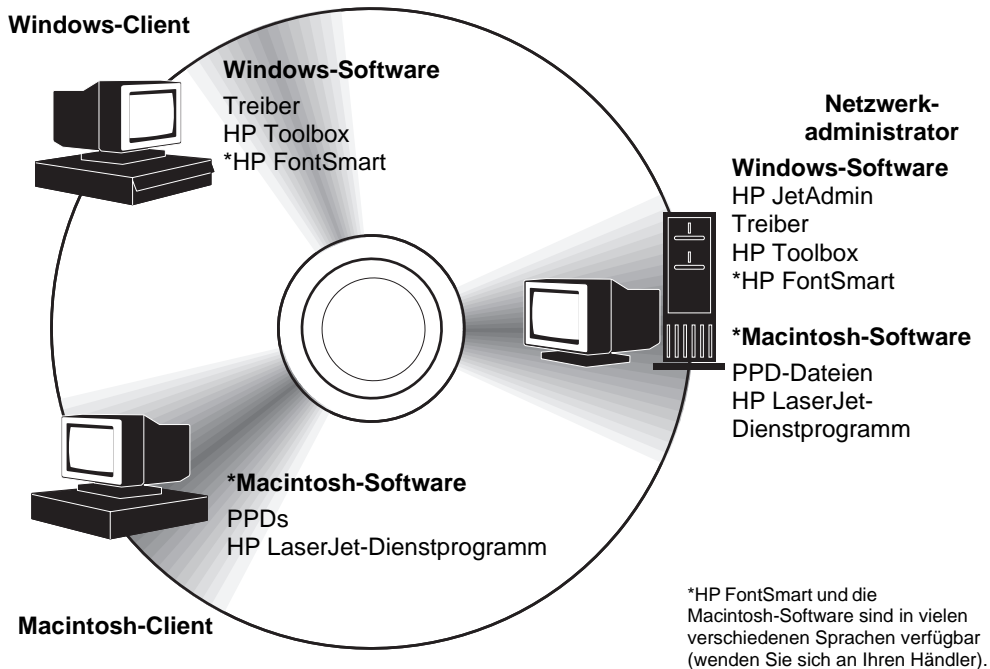 Windows-Client
Windows-Software
Treiber
HP Toolbox
*HP FontSmart
Netzwerk-
administrator
Windows-Software
HP JetAdmin
Treiber
HP Toolbox
*HP FontSmart
*Macintosh-Software
PPD-Dateien
HP LaserJet-
Dienstprogramm
*Macintosh-Software
PPDs
HP LaserJet-Dienstprogramm
Macintosh-Client
*HP FontSmart und die
Macintosh-Software sind in vielen
verschiedenen Sprachen verfügbar
(wenden Sie sich an Ihren Händler).